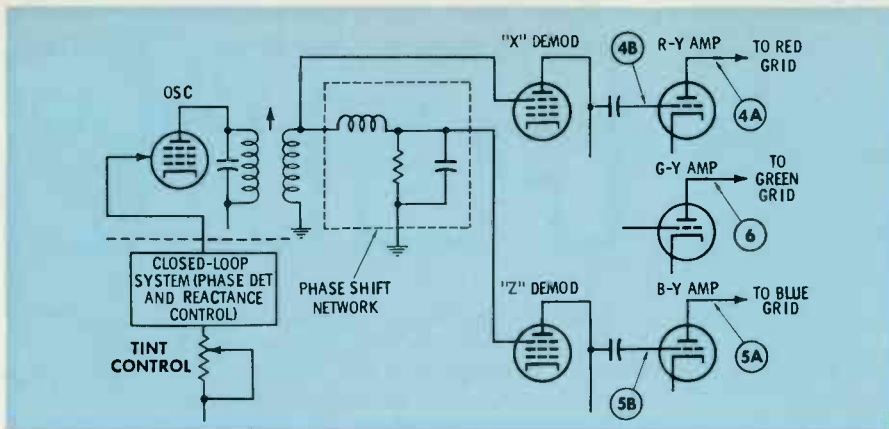 OSC
"X" DEMOD
4B
R-Y AMP
TO RED
GRID
4A
G-Y AMP
TO
GREEN
GRID
6
CLOSED-LOOP
SYSTEM (PHASE DET
AND REACTANCE
CONTROL)
PHASE SHIFT
NETWORK
TINT
CONTROL
"Z" DEMOD
B-Y AMP
TO BLUE
GRID
5A
5B